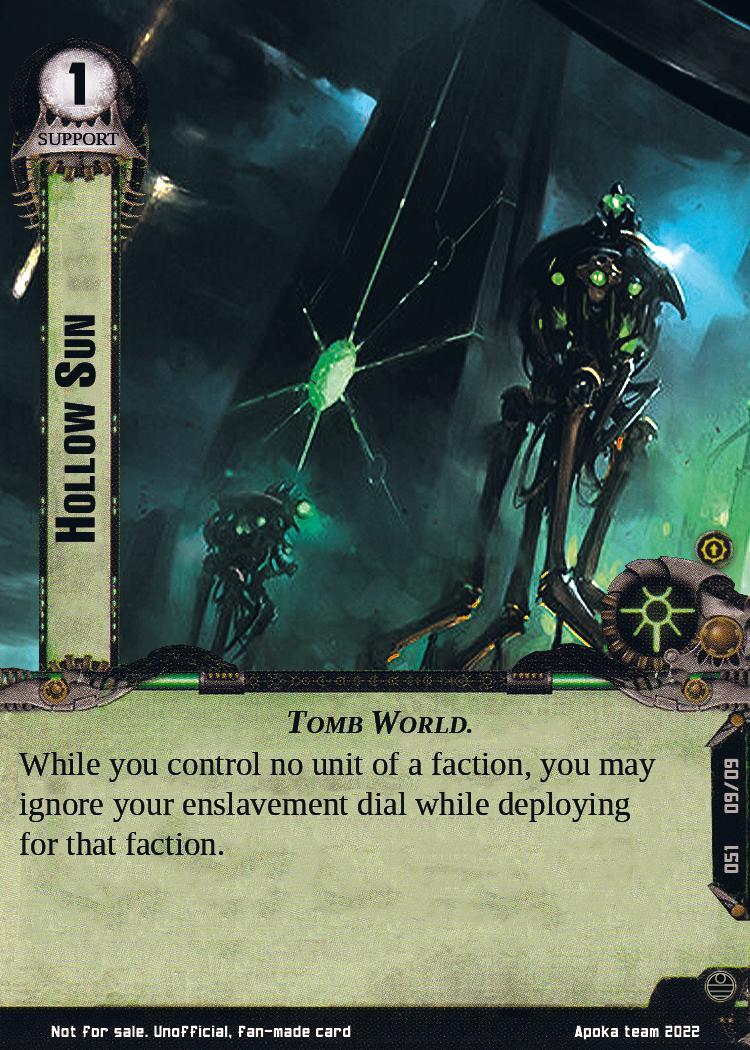 1
SUPPORT
HOLLOW SUN
TOMB WORLD.
While you control no unit of a faction, you may
ignore your enslavement dial while deploying
for that faction.
051 09/09
Not for sale. Unofficial, fan-made card
Apoka team 2022